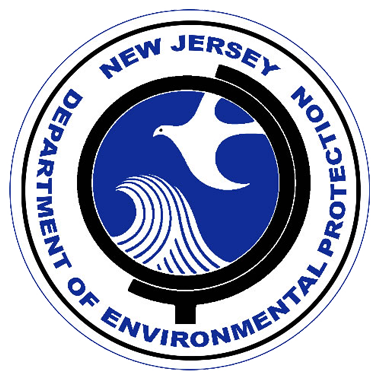 NEW JERSEY
DEPARTMENT OF ENVIRONMENTAL PROTECTION